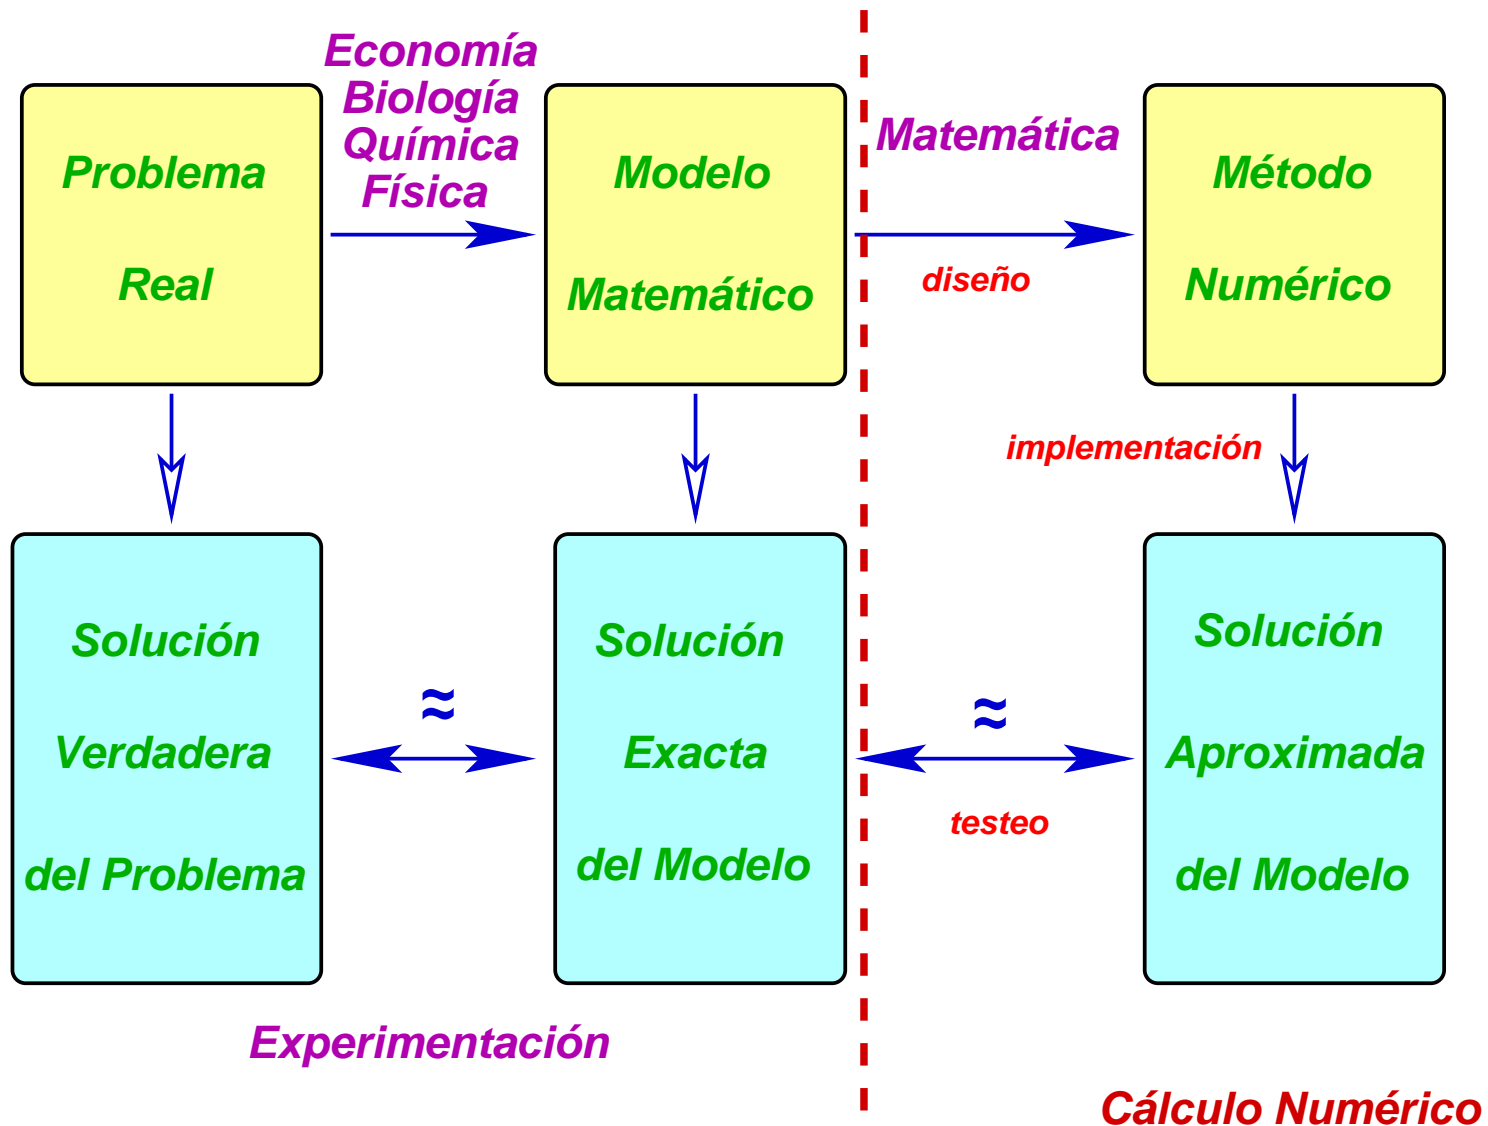 Economía
Biología
Química
Física
Problema
Real
Modelo
Matemático
Matemática
diseño
Método
Numérico
implementación
Solución
Verdadera
del Problema
≈
Solución
Exacta
del Modelo
≈
testeo
Solución
Aproximada
del Modelo
Experimentación
Cálculo Numérico